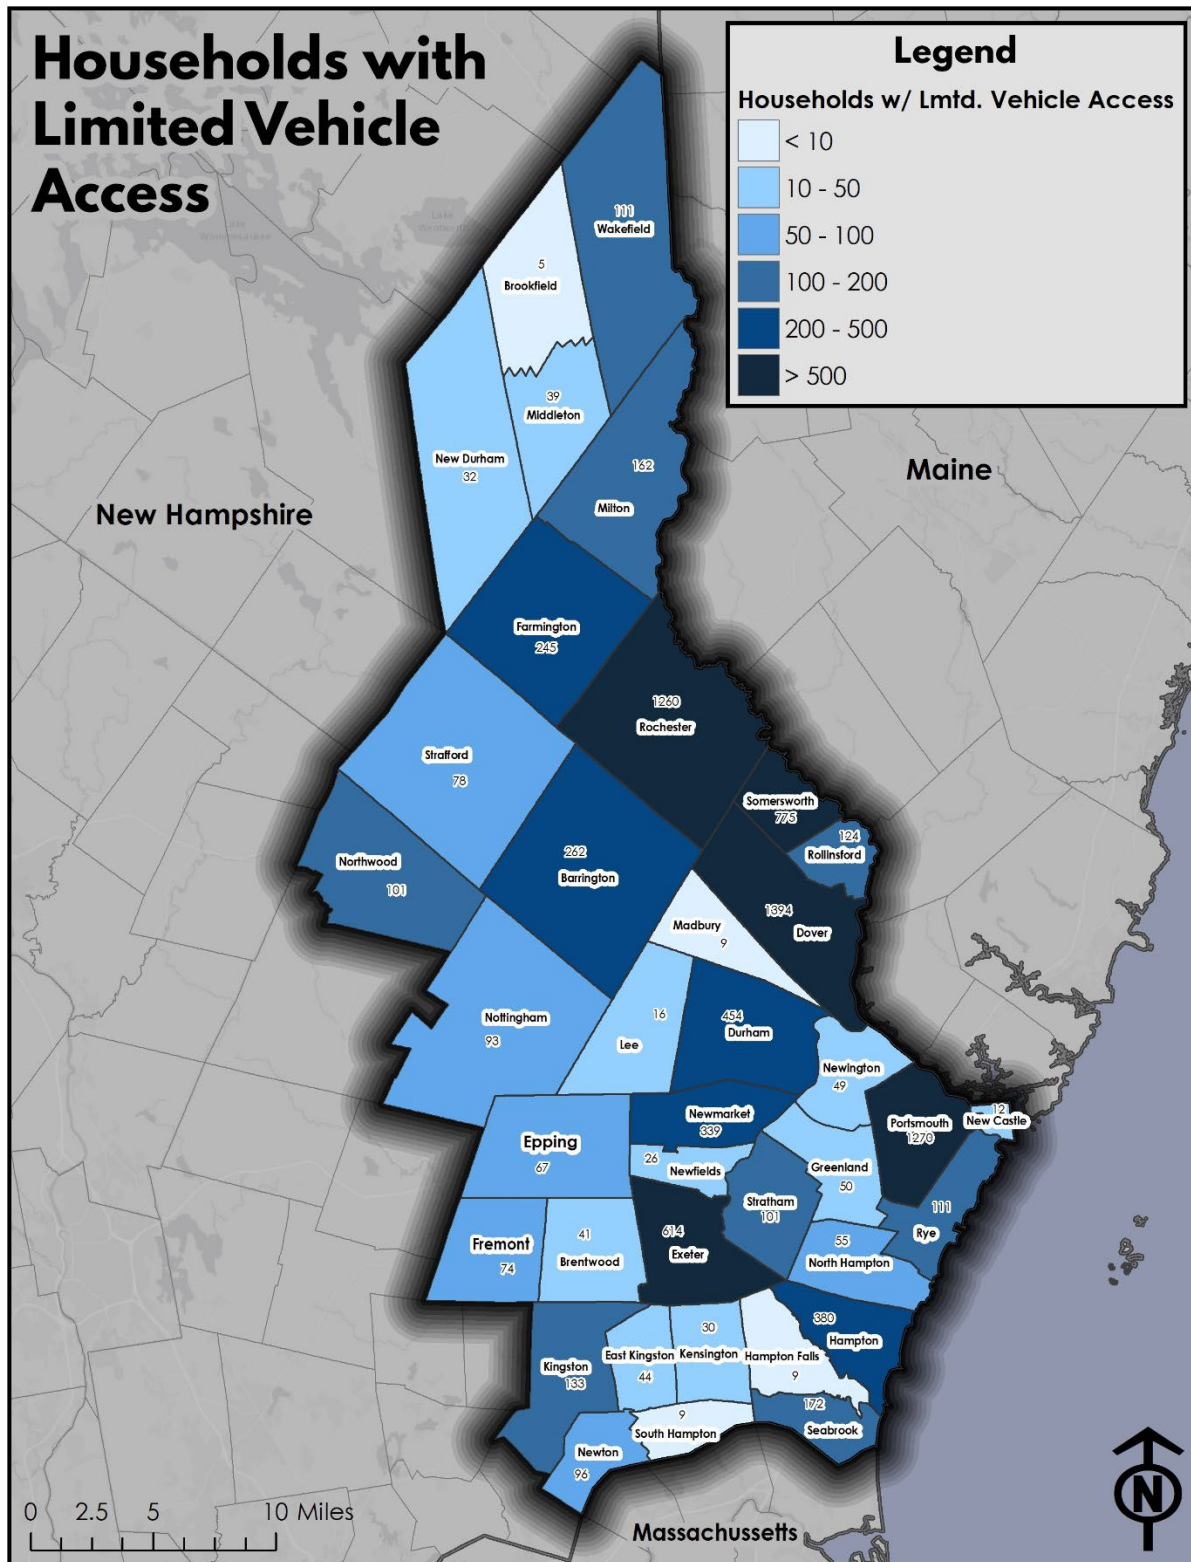 Households with
Limited Vehicle
Access
Legend
Households w/ Lmtd. Vehicle Access
< 10
10 - 50
50 - 100
100 - 200
200 - 500
> 500
111
Wakefield
5
Brookfield
39
Middleton
New Durham
32
162
Milton
Maine
New Hampshire
Farmington
245
1260
Rochester
Strafford
78
Somersworth
775
124
Rollinsford
262
Barrington
Northwood
101
1394
Dover
Madbury
9
Nottingham
93
16
Lee
454
Durham
Newington
49
Newmarket
339
Portsmouth
1270
12
New Castle
Epping
67
26
Newfields
Greenland
50
Stratham
101
111
Rye
Fremont
74
41
Brentwood
614
Exeter
55
North Hampton
380
Hampton
Kingston
133
East Kingston
44
30
Kensington
Hampton Falls
9
172
Seabrook
9
South Hampton
Newton
96
0 2.5 5 10 Miles
Massachussetts
N